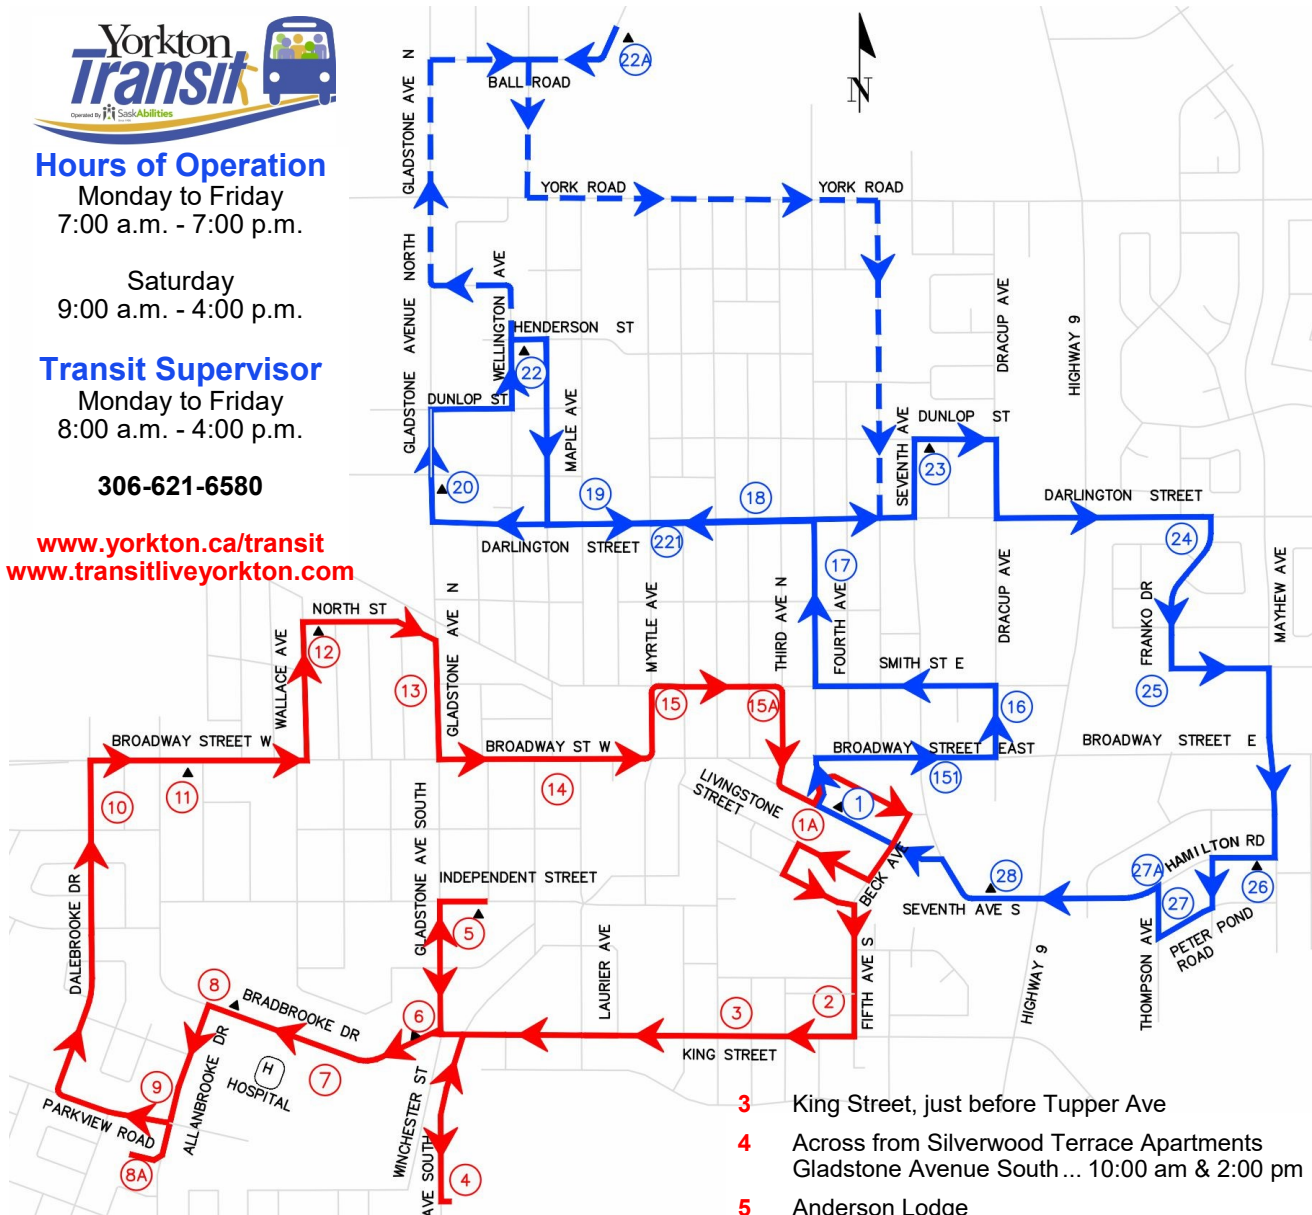 Yorkton
Transit
Operated By SaskAbilities
Hours of Operation
Monday to Friday
7:00 a.m. - 7:00 p.m.
Saturday
9:00 a.m. - 4:00 p.m.
Transit Supervisor
Monday to Friday
8:00 a.m. - 4:00 p.m.
306-621-6580
www.yorkton.ca/transit
www.transitliveyorkton.com
N
22A
BALL ROAD
GLADSTONE AVE N
YORK ROAD
YORK ROAD
GLADSTONE AVENUE NORTH
WELLINGTON AVE
HENDERSON ST
22
DUNLOP ST
MAPLE AVE
DRACUP AVE
HIGHWAY 9
SEVENTH AVE
DUNLOP ST
23
20
19
18
DARLINGTON STREET
24
DARLINGTON STREET
221
17
NORTH ST
12
WALLACE AVE
13
GLADSTONE AVE N
MYRTLE AVE
THIRD AVE N
FOURTH AVE
DRACUP AVE
FRANKO DR
MAYHEW AVE
SMITH ST E
25
15
15A
16
BROADWAY STREET W
BROADWAY ST W
BROADWAY STREET EAST
BROADWAY STREET E
10
11
14
151
LIVINGSTONE
STREET
1
1A
GLADSTONE AVE SOUTH
INDEPENDENT STREET
BECK AVE
HAMILTON RD
27A
26
28
27
SEVENTH AVE S
PETER POND
ROAD
5
DALEBROOKE DR
LAURIER AVE
FIFTH AVE S
HIGHWAY 9
THOMPSON AVE
8
BRADBROOKE DR
6
3
2
KING STREET
7
H
HOSPITAL
9
ALLANBROOKE DR
PARKVIEW ROAD
8A
WINCHESTER ST
AVE SOUTH
4
3 King Street, just before Tupper Ave
4 Across from Silverwood Terrace Apartments
Gladstone Avenue South ... 10:00 am & 2:00 pm
5 Anderson Lodge